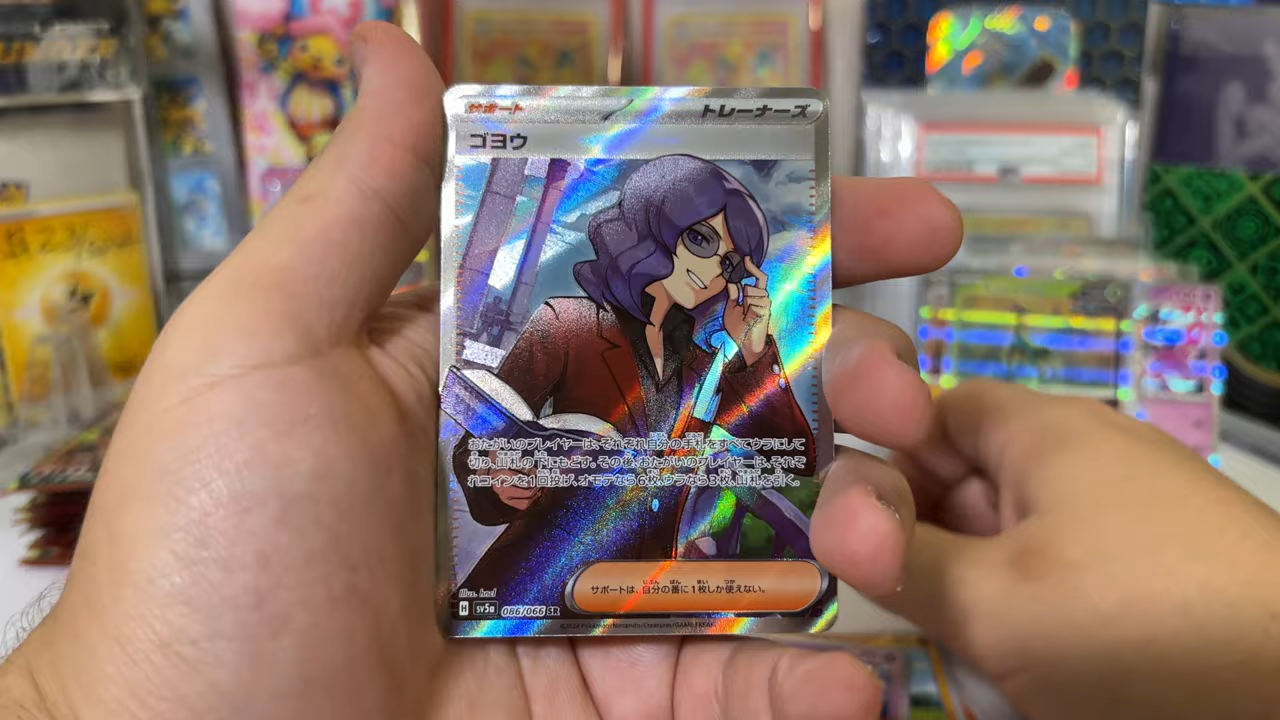 サポート
トレーナーズ
ゴヨウ
おたがいのプレイヤーは、それぞれ自分の手札をすべてウラにして
切り、山札の下にもどす。その後、おたがいのプレイヤーは、それぞ
れコインを1回投げ、オモテなら6枚、ウラなら3枚、山札を引く。
サポートは、自分の番に1枚しか使えない。
Illus. hncl
H sv5a 086/066 SR
©2024 Pokémon/Nintendo/Creatures/GAME FREAK.